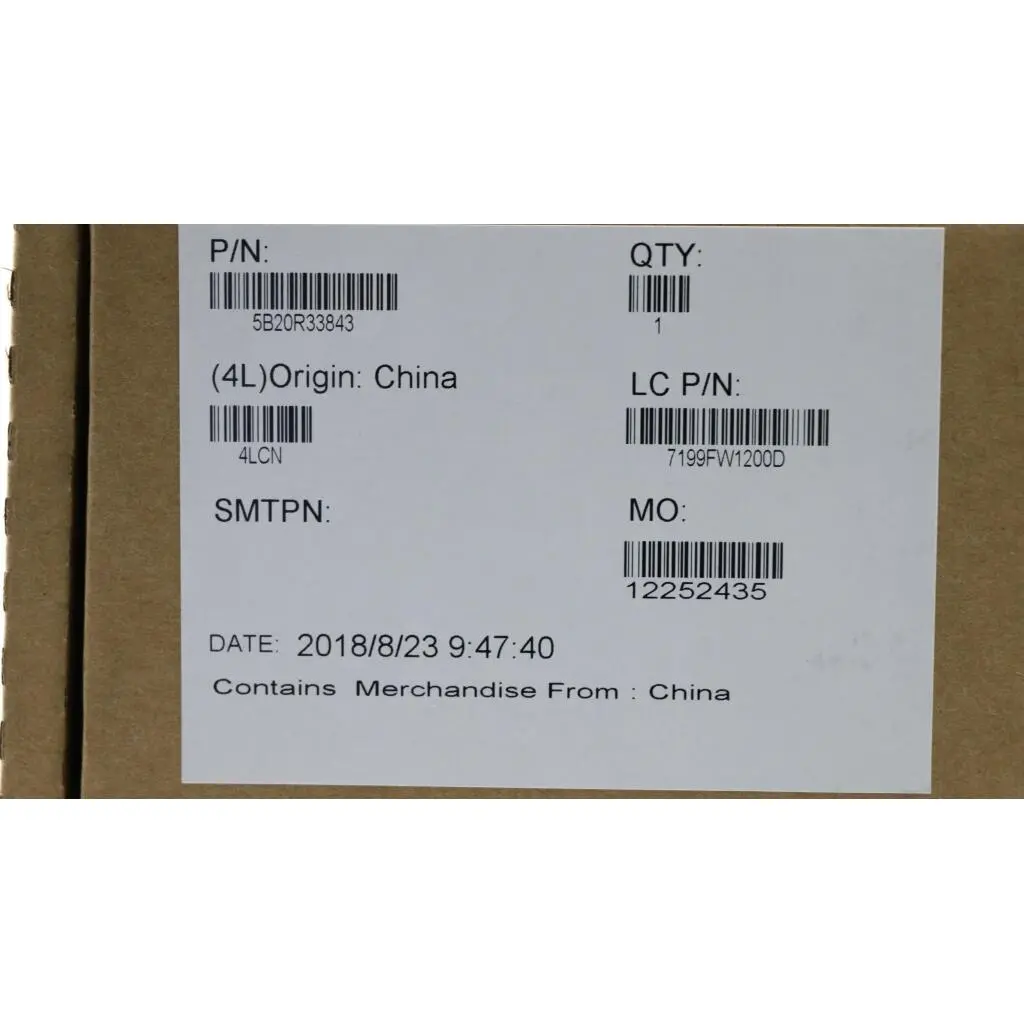 P/N:
QTY:
5B20R33843
1
(4L)Origin: China
LC P/N:
4LCN
7199FW1200D
SMTPN:
MO:
12252435
DATE: 2018/8/23 9:47:40
Contains Merchandise From : China